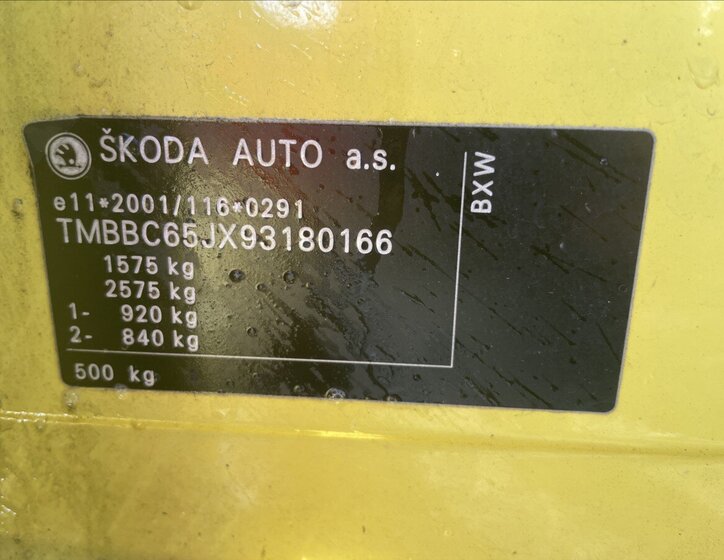 ŠKODA AUTO a.s.
e11*2001/116*0291
TMBBC65JX93180166
1575 kg
2575 kg
1- 920 kg
2- 840 kg
500 kg
BXW